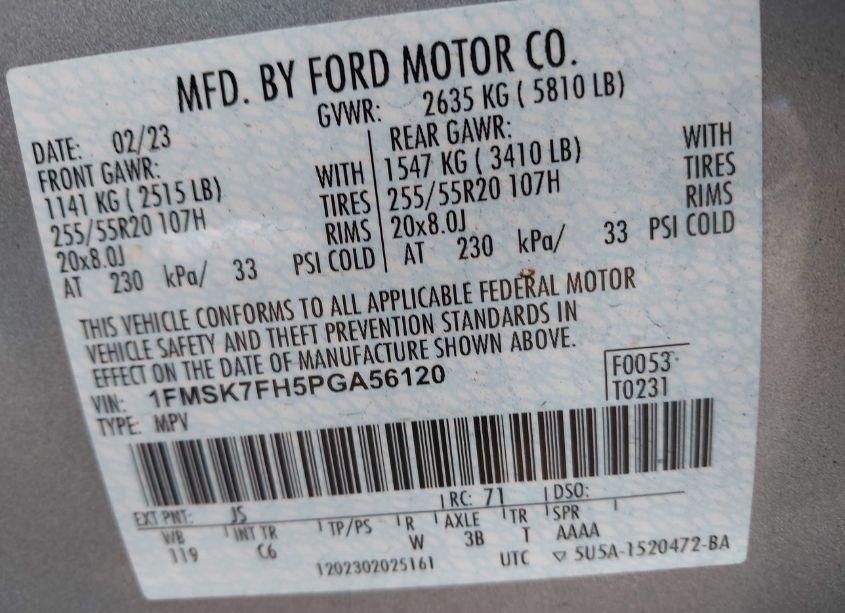 MFD. BY FORD MOTOR CO.
DATE: 02/23 GVWR: 2635 KG ( 5810 LB)
FRONT GAWR: REAR GAWR:
1141 KG ( 2515 LB) WITH 1547 KG ( 3410 LB) WITH
255/55R20 107H TIRES 255/55R20 107H TIRES
20x8.0J RIMS 20x8.0J RIMS
AT 230 kPa/ 33 PSI COLD AT 230 kPa/ 33 PSI COLD
THIS VEHICLE CONFORMS TO ALL APPLICABLE FEDERAL MOTOR
VEHICLE SAFETY AND THEFT PREVENTION STANDARDS IN
EFFECT ON THE DATE OF MANUFACTURE SHOWN ABOVE.
VIN: 1FMSK7FH5PGA56120 F0053
TYPE: MPV T0231
EXT PNT: JS RC: 71 DSO:
WB INT TR TP/PS R AXLE TR SPR
119 C6 W 3B T AAAA
1202302025161 UTC ▽ 5U5A-1520472-BA